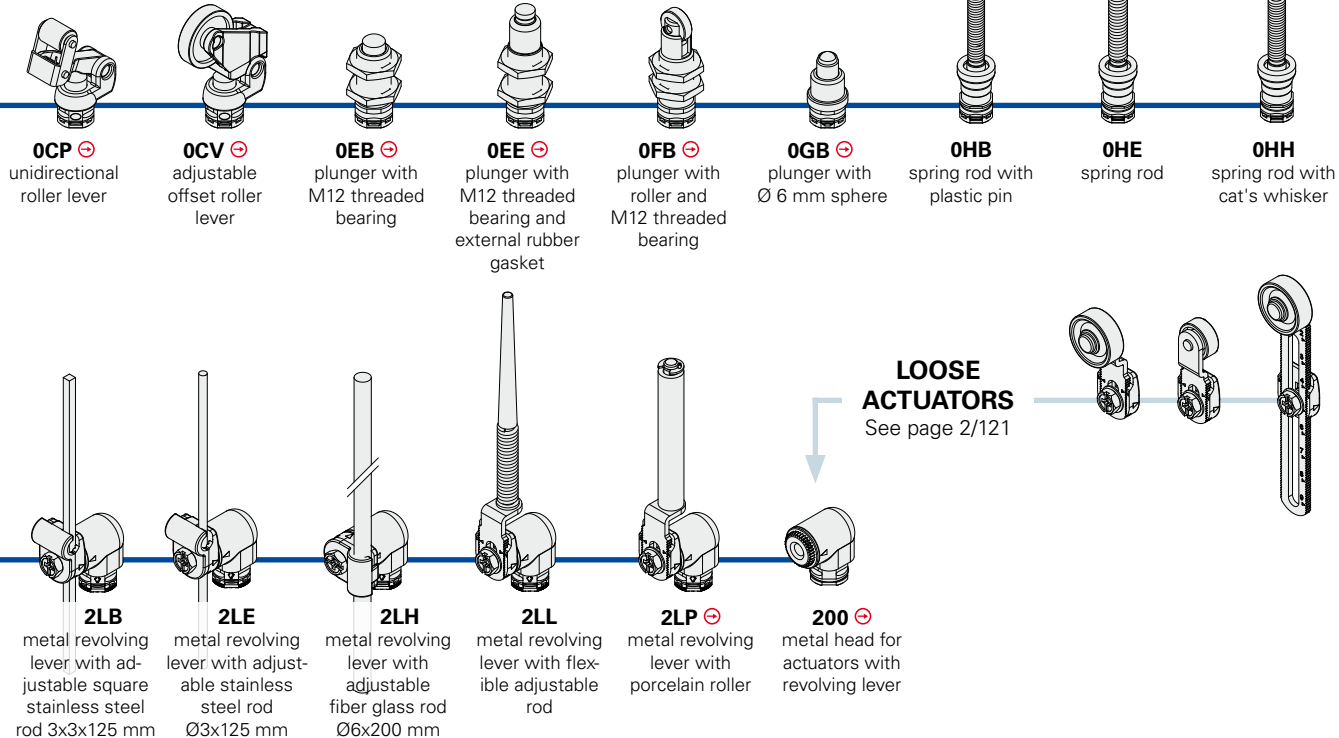 0CP
unidirectional
roller lever
0CV
adjustable
offset roller
lever
0EB
plunger with
M12 threaded
bearing
0EE
plunger with
M12 threaded
bearing and
external rubber
gasket
0FB
plunger with
roller and
M12 threaded
bearing
0GB
plunger with
Ø 6 mm sphere
0HB
spring rod with
plastic pin
0HE
spring rod
0HH
spring rod with
cat's whisker
LOOSE
ACTUATORS
See page 2/121
2LB
metal revolving
lever with ad-
justable square
stainless steel
rod 3x3x125 mm
2LE
metal revolving
lever with adjust-
able stainless
steel rod
Ø3x125 mm
2LH
metal revolving
lever with
adjustable
fiber glass rod
Ø6x200 mm
2LL
metal revolving
lever with flex-
ible adjustable
rod
2LP
metal revolving
lever with
porcelain roller
200
metal head for
actuators with
revolving lever